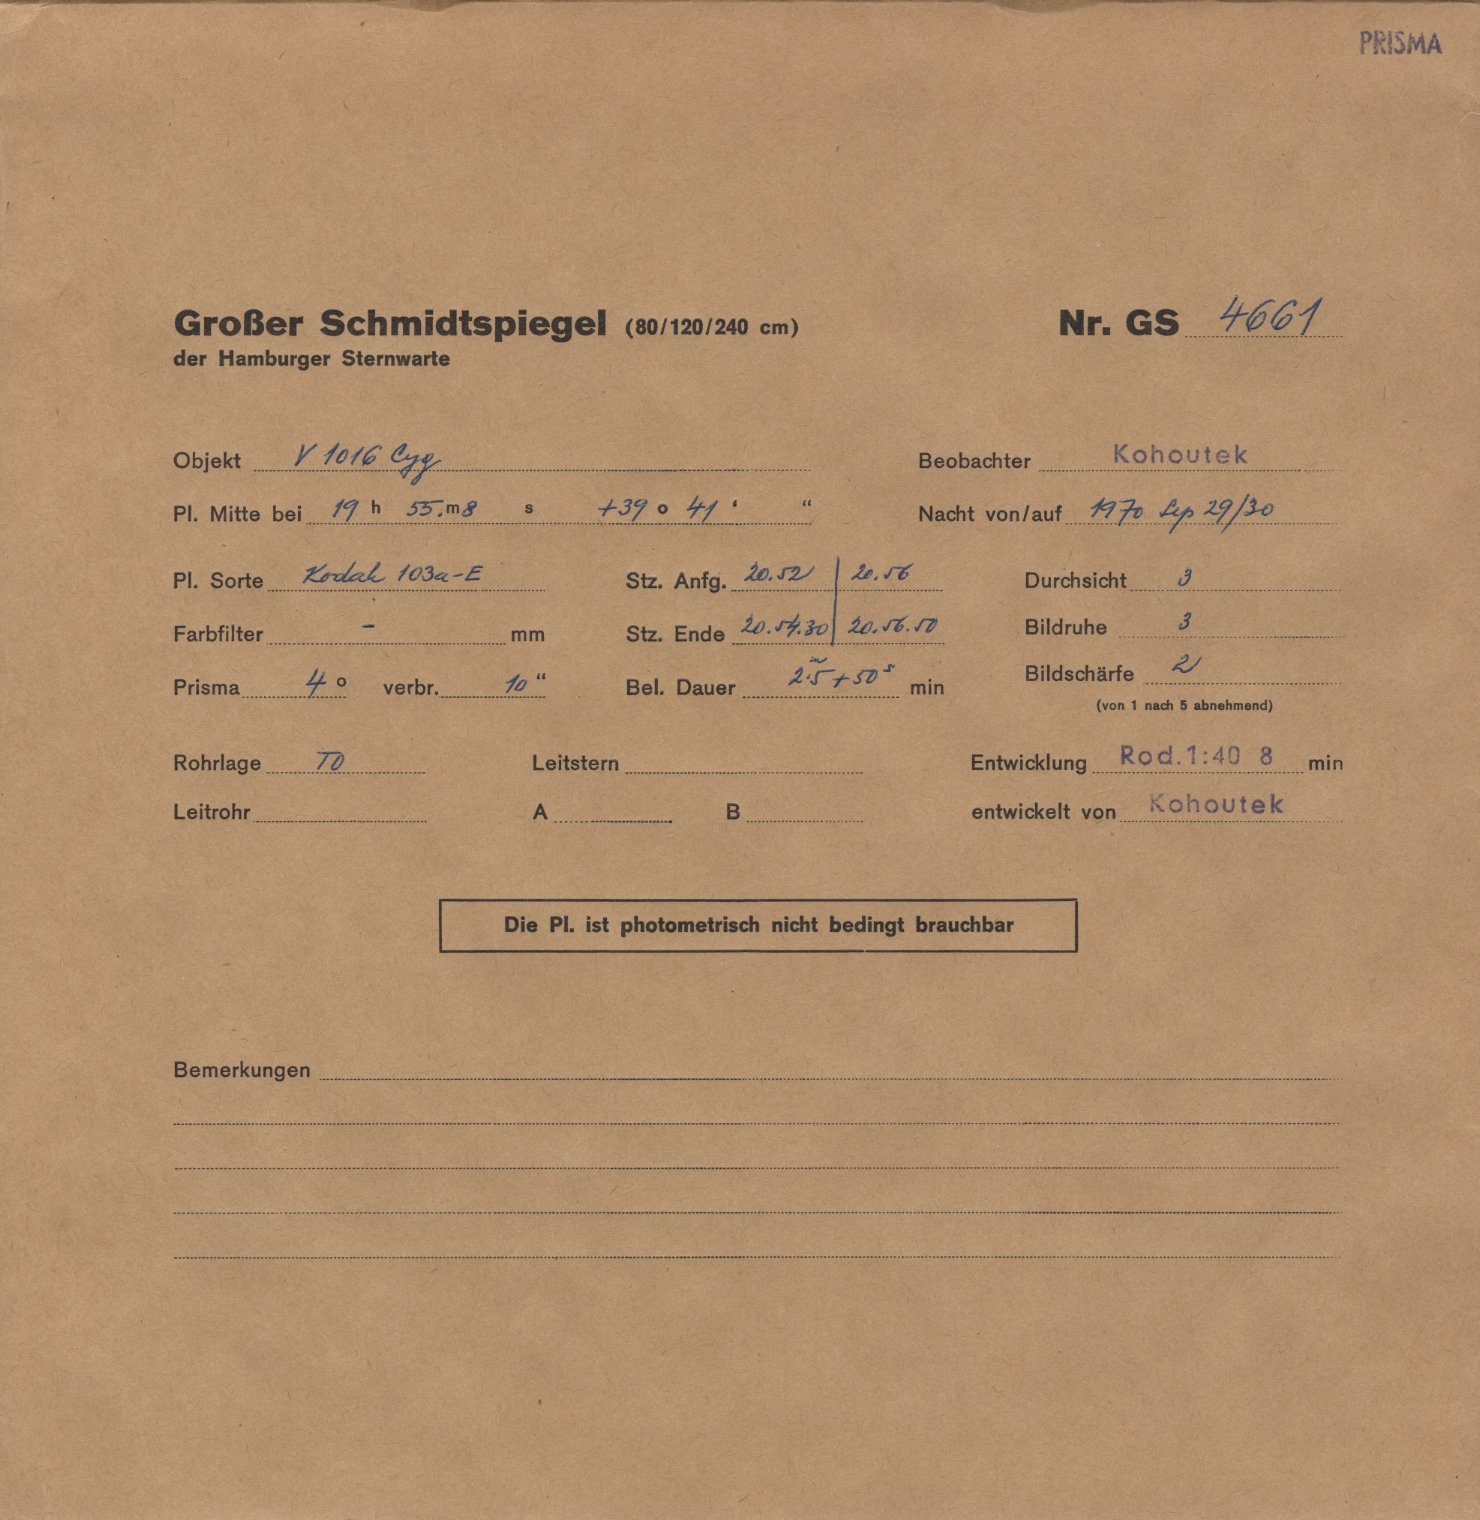 PRISMA
Großer Schmidtspiegel (80/120/240 cm) Nr. GS 4661
der Hamburger Sternwarte
Objekt V 1016 Cyg Beobachter Kohoutek
Pl. Mitte bei 19 h 55. m 8 s +39 o 41 ‘ “ Nacht von/auf 1970 Sep 29/30
Pl. Sorte Kodak 103a-E Stz. Anfg. 20.52 | 20.56 Durchsicht 3
Farbfilter - mm Stz. Ende 20.54.30 | 20.56.50 Bildruhe 3
Prisma 4 o verbr. 10 “ Bel. Dauer 2.5 m + 50 s min Bildschärfe 2
(von 1 nach 5 abnehmend)
Rohrlage TO Leitstern Entwicklung Rod.1:40 8 min
Leitrohr A B entwickelt von Kohoutek
Die Pl. ist photometrisch nicht bedingt brauchbar
Bemerkungen